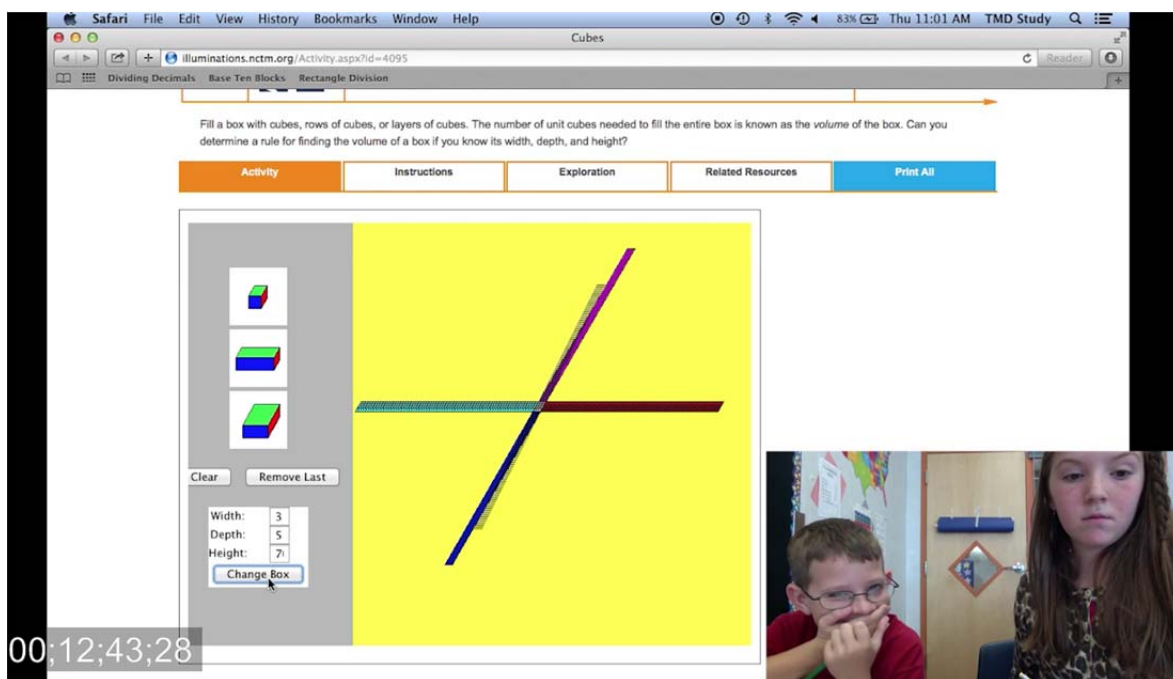 Safari File Edit View History Bookmarks Window Help 83% Thu 11:01 AM TMD Study
Cubes
illuminations.nctm.org/Activity.aspx?id=4095 Reader
Dividing Decimals Base Ten Blocks Rectangle Division
Fill a box with cubes, rows of cubes, or layers of cubes. The number of unit cubes needed to fill the entire box is known as the volume of the box. Can you
determine a rule for finding the volume of a box if you know its width, depth, and height?
Activity Instructions Exploration Related Resources Print All
Clear Remove Last
Width: 3
Depth: 5
Height:
Change Box
00;12;43;28